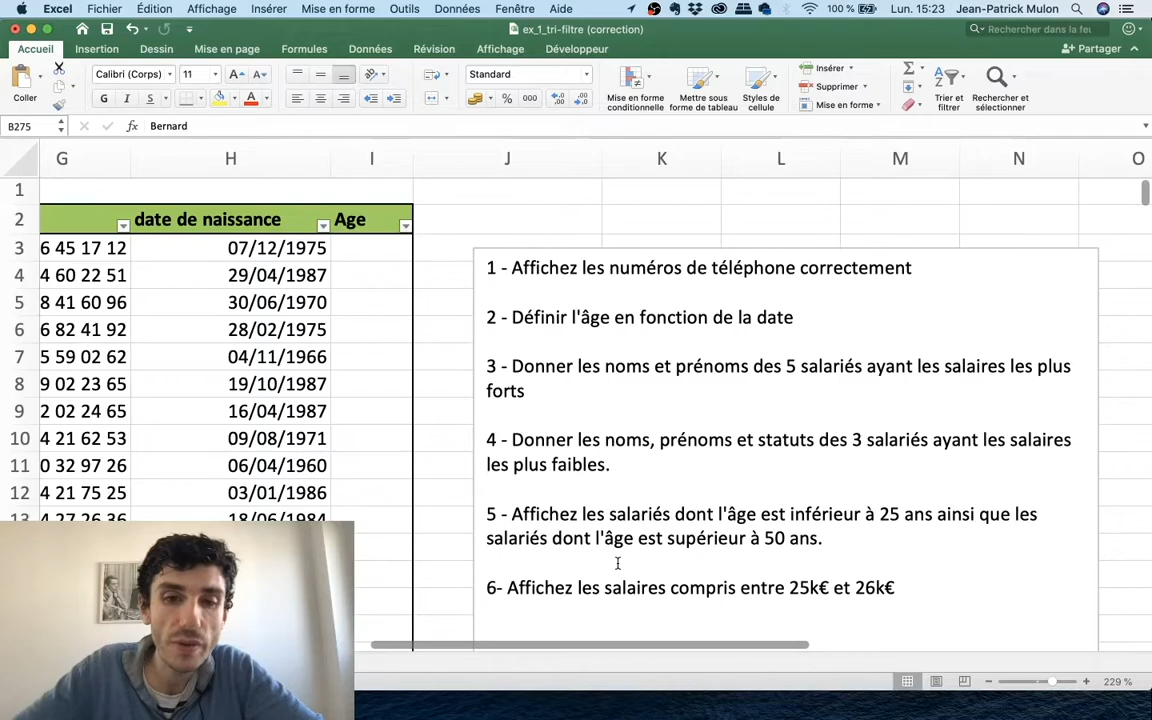 Excel Fichier Édition Affichage Insérer Mise en forme Outils Données Fenêtre 100 % Lun. 15:23 Jean-Patrick Mulon
ex_1_tri-filtre (correction)
Rechercher dans la feu
Accueil Insertion Dessin Mise en page Formules Données Révision Affichage Développeur Partager
Coller
Calibri (Corps) 11
Standard
G I S
% 000
Mise en forme conditionnelle
Mettre sous forme de tableau
Styles de cellule
Insérer
Supprimer
Mise en forme
Trier et filtrer
Rechercher et sélectionner
B275 fx Bernard
G H I J K L M N O
1
2 date de naissance Age
3 6 45 17 12 07/12/1975
4 4 60 22 51 29/04/1987
5 8 41 60 96 30/06/1970
6 6 82 41 92 28/02/1975
7 5 59 02 62 04/11/1966
8 9 02 23 65 19/10/1987
9 2 02 24 65 16/04/1987
10 4 21 62 53 09/08/1971
11 0 32 97 26 06/04/1960
12 4 21 75 25 03/01/1986
13 4 27 26 36 18/06/1984
1 - Affichez les numéros de téléphone correctement
2 - Définir l'âge en fonction de la date
3 - Donner les noms et prénoms des 5 salariés ayant les salaires les plus
forts
4 - Donner les noms, prénoms et statuts des 3 salariés ayant les salaires
les plus faibles.
5 - Affichez les salariés dont l'âge est inférieur à 25 ans ainsi que les
salariés dont l'âge est supérieur à 50 ans.
6- Affichez les salaires compris entre 25k€ et 26k€
229 %